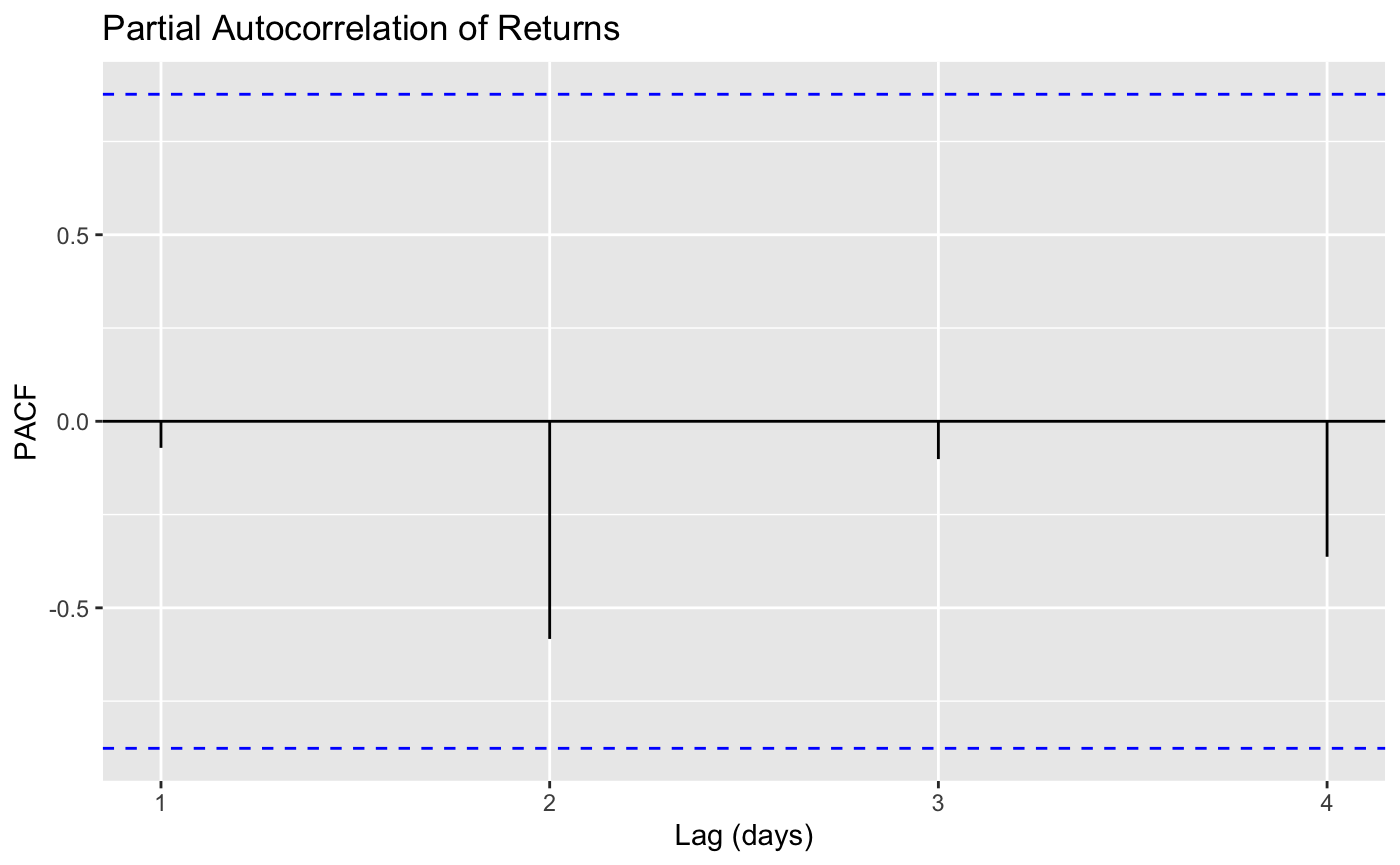 Partial Autocorrelation of Returns
PACF
0.5
0.0
-0.5
1 2 3 4
Lag (days)